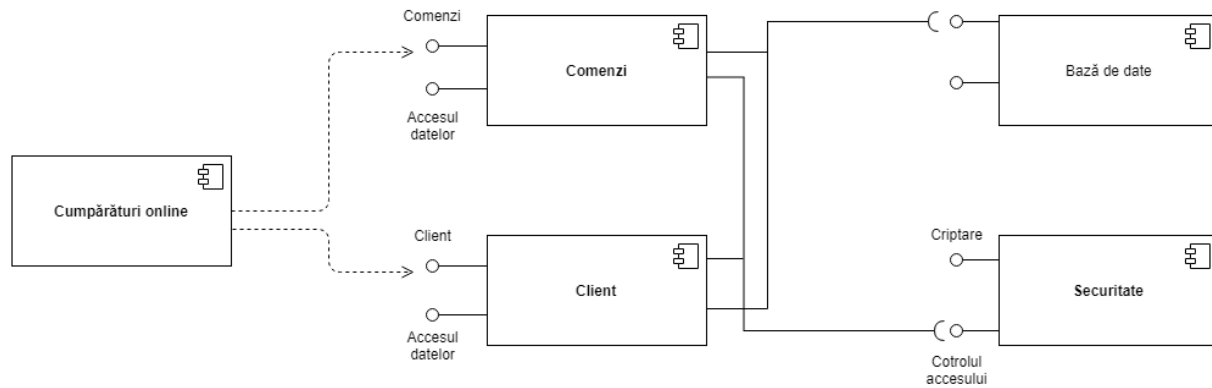 Comenzi
Comenzi
Accesul
datelor
Bază de date
Cumpărături online
Client
Client
Accesul
datelor
Criptare
Securitate
Cotrolul
accesului